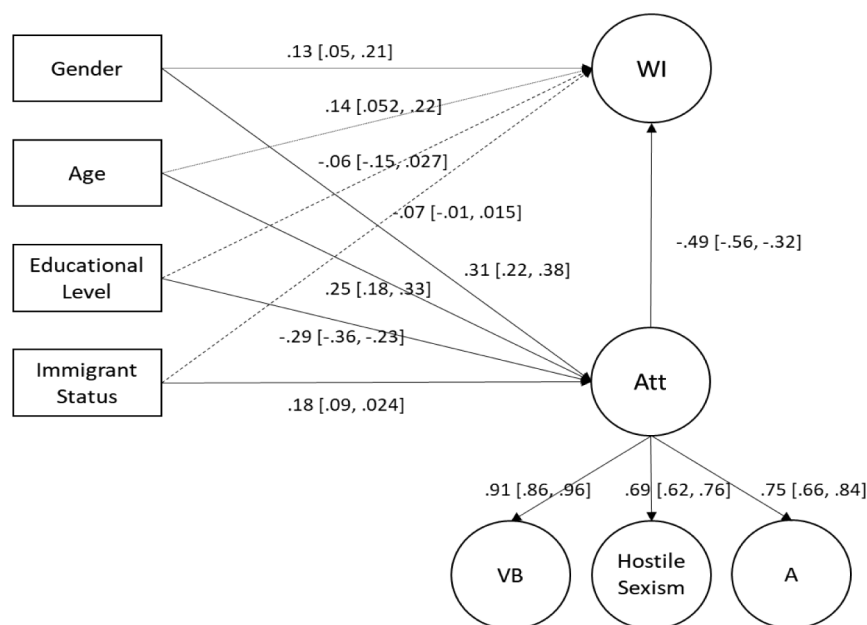 Gender
.13 [.05, .21]
WI
.14 [.052, .22]
Age
-.06 [-.15, .027]
-.07 [-.01, .015]
-.49 [-.56, -.32]
Educational
Level
.31 [.22, .38]
.25 [.18, .33]
-.29 [-.36, -.23]
Immigrant
Status
Att
.18 [.09, .024]
.91 [.86, .96]
.69 [.62, .76]
.75 [.66, .84]
VB
Hostile
Sexism
A